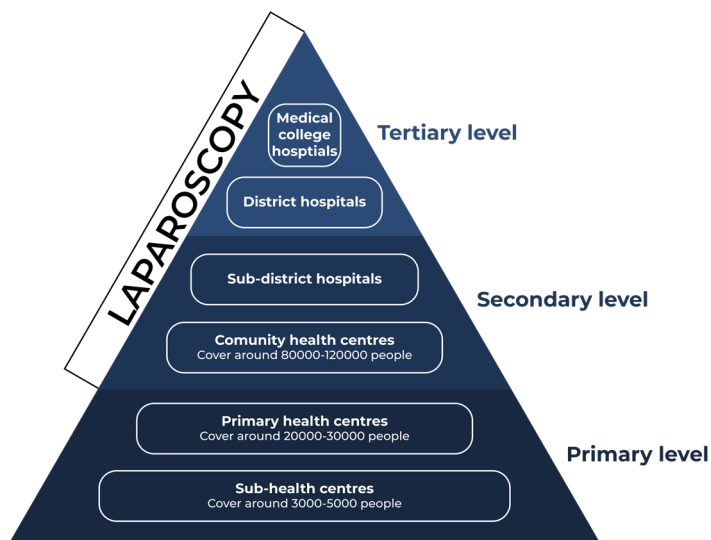 LAPAROSCOPY
Medical
college
hosptials
Tertiary level
District hospitals
Sub-district hospitals
Secondary level
Comunity health centres
Cover around 80000-120000 people
Primary health centres
Cover around 20000-30000 people
Primary level
Sub-health centres
Cover around 3000-5000 people